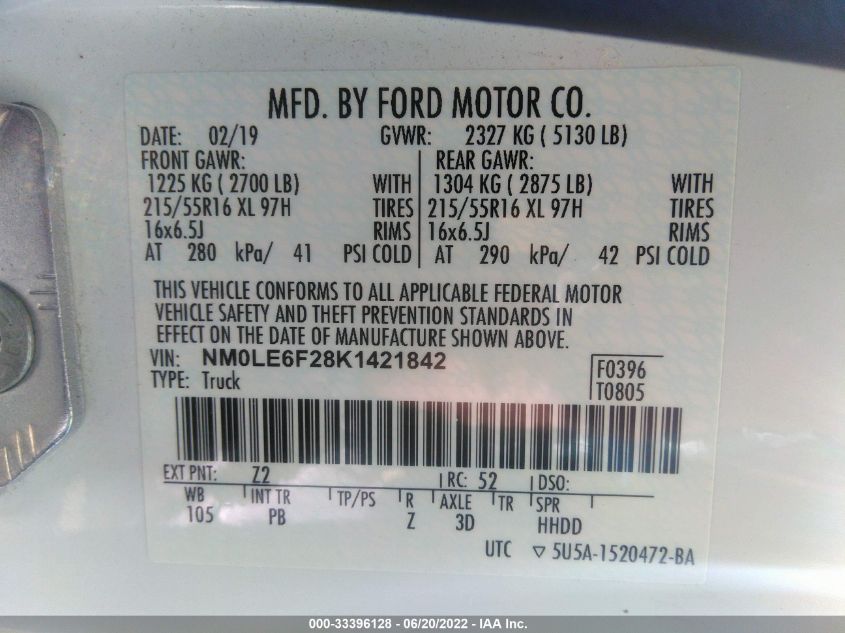 MFD. BY FORD MOTOR CO.
DATE: 02/19 GVWR: 2327 KG ( 5130 LB)
FRONT GAWR: REAR GAWR:
1225 KG ( 2700 LB) WITH 1304 KG ( 2875 LB) WITH
215/55R16 XL 97H TIRES 215/55R16 XL 97H TIRES
16x6.5J RIMS 16x6.5J RIMS
AT 280 kPa/ 41 PSI COLD AT 290 kPa/ 42 PSI COLD
THIS VEHICLE CONFORMS TO ALL APPLICABLE FEDERAL MOTOR
VEHICLE SAFETY AND THEFT PREVENTION STANDARDS IN
EFFECT ON THE DATE OF MANUFACTURE SHOWN ABOVE.
VIN: NM0LE6F28K1421842 F0396
TYPE: Truck T0805
EXT PNT: Z2 RC: 52 DSO:
WB INT TR TP/PS R AXLE TR SPR
105 PB Z 3D HHDD
UTC ▽ 5U5A-1520472-BA
000-33396128 - 06/20/2022 - IAA Inc.